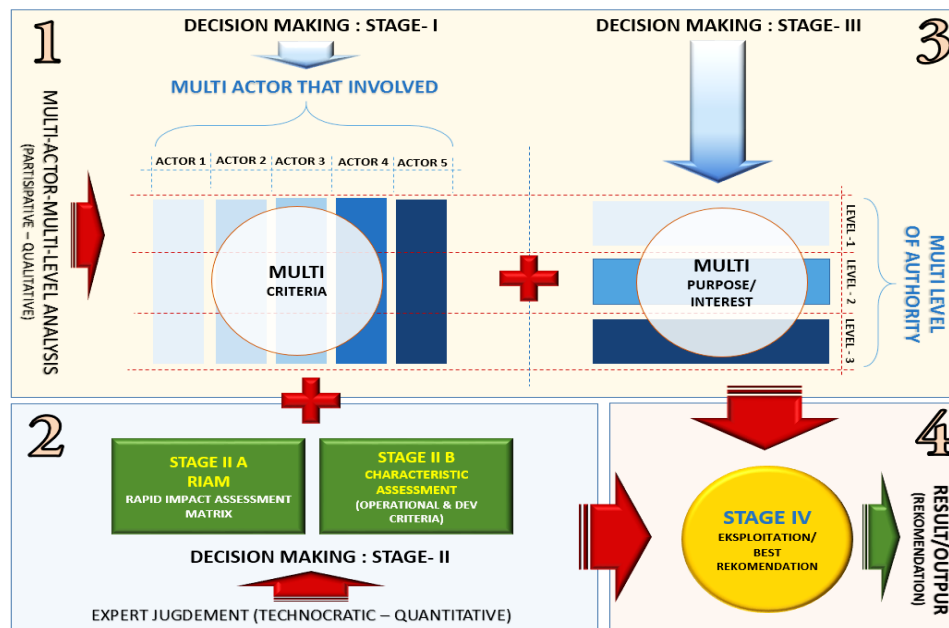 1
DECISION MAKING : STAGE- I
MULTI ACTOR THAT INVOLVED
ACTOR 1
ACTOR 2
ACTOR 3
ACTOR 4
ACTOR 5
MULTI-ACTOR-MULTI-LEVEL ANALYSIS
(PARTISIPATIVE – QUALITATIVE)
MULTI
CRITERIA
3
DECISION MAKING : STAGE- III
MULTI
PURPOSE/
INTEREST
LEVEL -1
LEVEL - 2
LEVEL - 3
MULTI LEVEL
OF AUTHORITY
2
STAGE II A
RIAM
RAPID IMPACT ASSESSMENT
MATRIX
STAGE II B
CHARACTERISTIC
ASSESSMENT
(OPERATIONAL & DEV
CRITERIA)
DECISION MAKING : STAGE- II
EXPERT JUGDEMENT (TECHNOCRATIC – QUANTITATIVE)
4
STAGE IV
EKSPLOITATION/
BEST
REKOMENDATION
RESULT/OUTPUR
(REKOMENDATION)